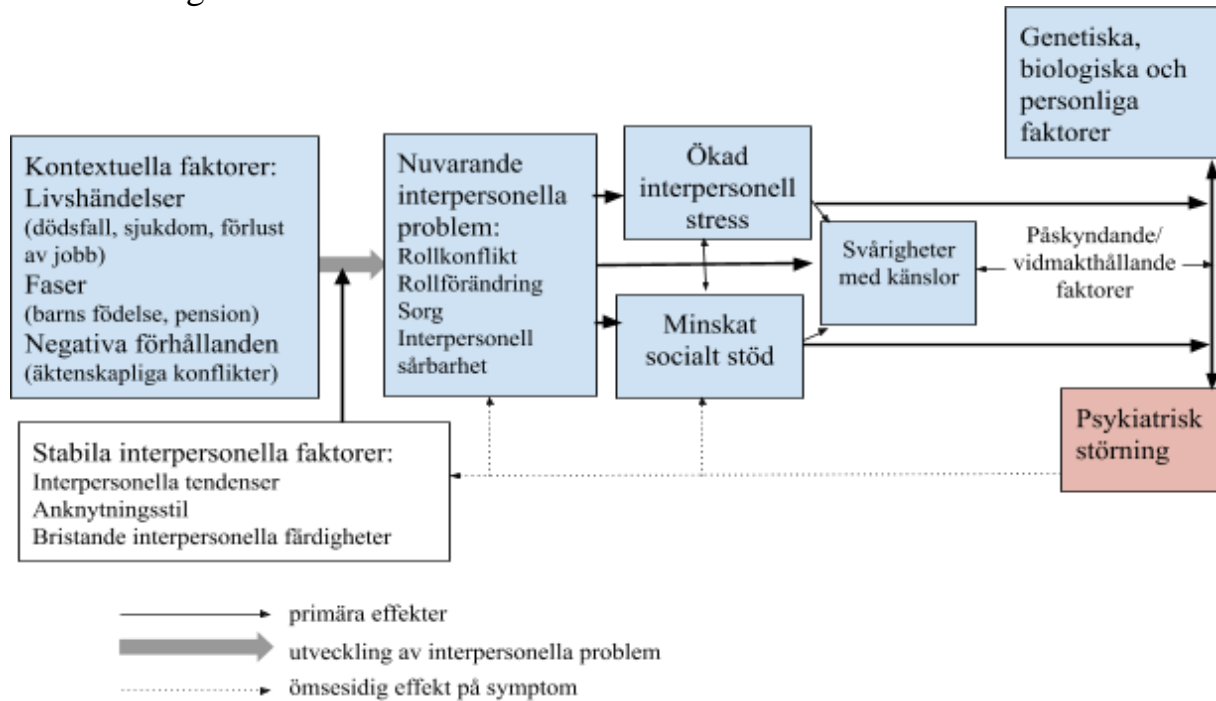 Kontextuella faktorer:
Livshändelser
(dödsfall, sjukdom, förlust
av jobb)
Faser
(barns födelse, pension)
Negativa förhållanden
(äktenskapliga konflikter)
Stabila interpersonella faktorer:
Interpersonella tendenser
Anknytningsstil
Bristande interpersonella färdigheter
Nuvarande
interpersonella
problem:
Rollkonflikt
Rollförändring
Sorg
Interpersonell
sårbarhet
Ökad
interpersonell
stress
Minskat
socialt stöd
Svårigheter
med känslor
Påskyndande/
vidmakthållande
faktorer
Genetiska,
biologiska och
personliga
faktorer
Psykiatrisk
störning
primära effekter
utveckling av interpersonella problem
ömsesidig effekt på symptom